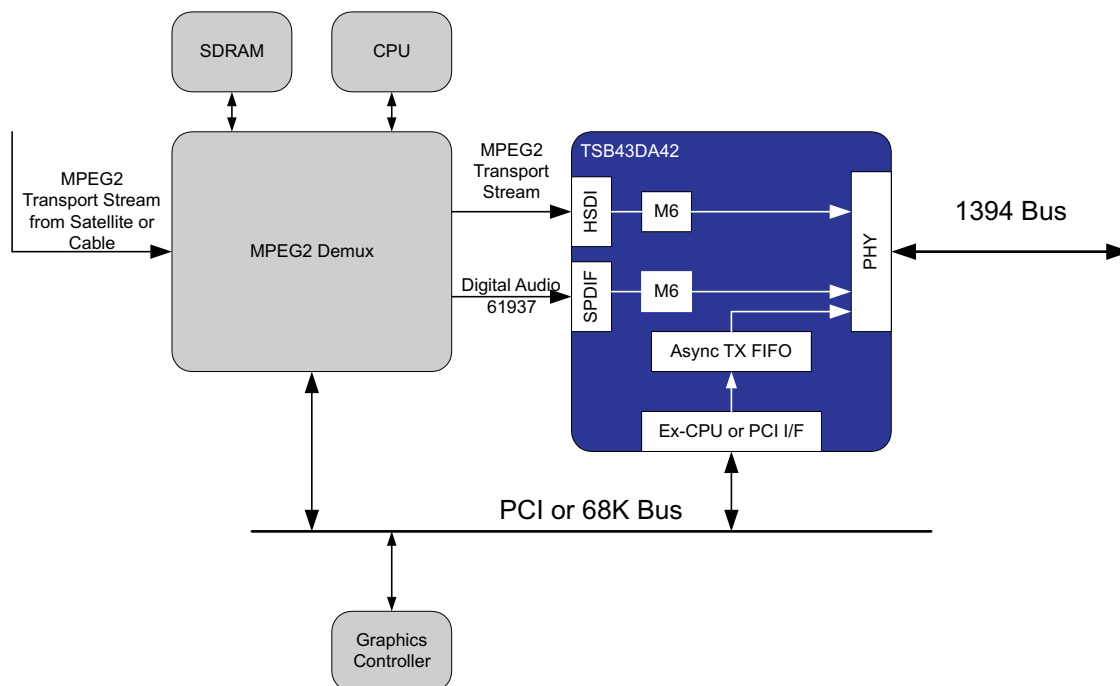 SDRAM
CPU
MPEG2
Transport Stream
from Satellite or
Cable
MPEG2 Demux
MPEG2
Transport
Stream
Digital Audio
61937
TSB43DA42
HSDI
M6
SPDIF
M6
PHY
1394 Bus
Async TX FIFO
Ex-CPU or PCI I/F
PCI or 68K Bus
Graphics
Controller